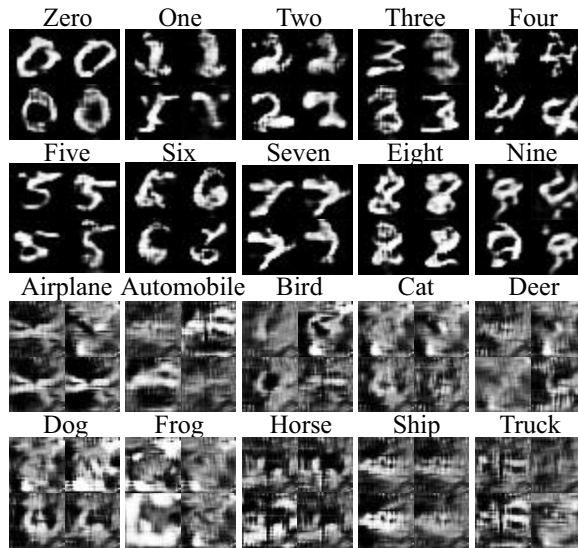 Zero One Two Three Four
Five Six Seven Eight Nine
Airplane Automobile Bird Cat Deer
Dog Frog Horse Ship Truck